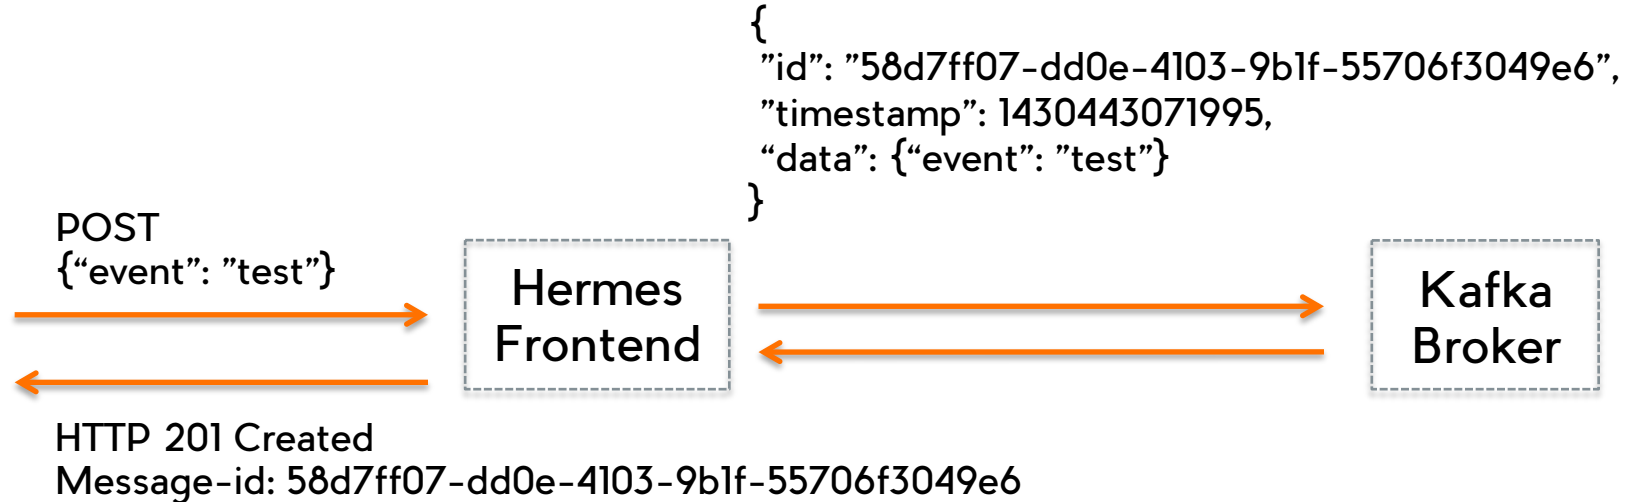 {
"id": "58d7ff07-dd0e-4103-9b1f-55706f3049e6",
"timestamp": 1430443071995,
“data”: {“event”: ”test”}
}
POST
{“event”: ”test”}
Hermes
Frontend
Kafka
Broker
HTTP 201 Created
Message-id: 58d7ff07-dd0e-4103-9b1f-55706f3049e6